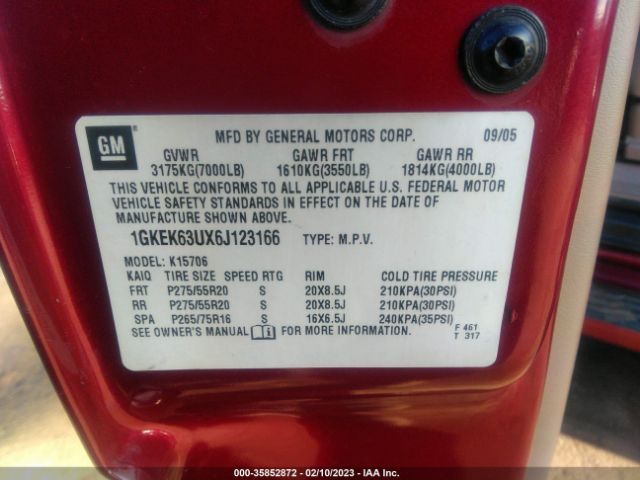 GM
MFD BY GENERAL MOTORS CORP. 09/05
GVWR GAWR FRT GAWR RR
3175KG(7000LB) 1610KG(3550LB) 1814KG(4000LB)
THIS VEHICLE CONFORMS TO ALL APPLICABLE U.S. FEDERAL MOTOR
VEHICLE SAFETY STANDARDS IN EFFECT ON THE DATE OF
MANUFACTURE SHOWN ABOVE.
1GKEK63UX6J123166 TYPE: M.P.V.
MODEL: K15706
KAIQ TIRE SIZE SPEED RTG RIM COLD TIRE PRESSURE
FRT P275/55R20 S 20X8.5J 210KPA(30PSI)
RR P275/55R20 S 20X8.5J 210KPA(30PSI)
SPA P265/75R16 S 16X6.5J 240KPA(35PSI)
SEE OWNER'S MANUAL FOR MORE INFORMATION.
F 461
T 317
000-35852872 - 02/10/2023 - IAA Inc.